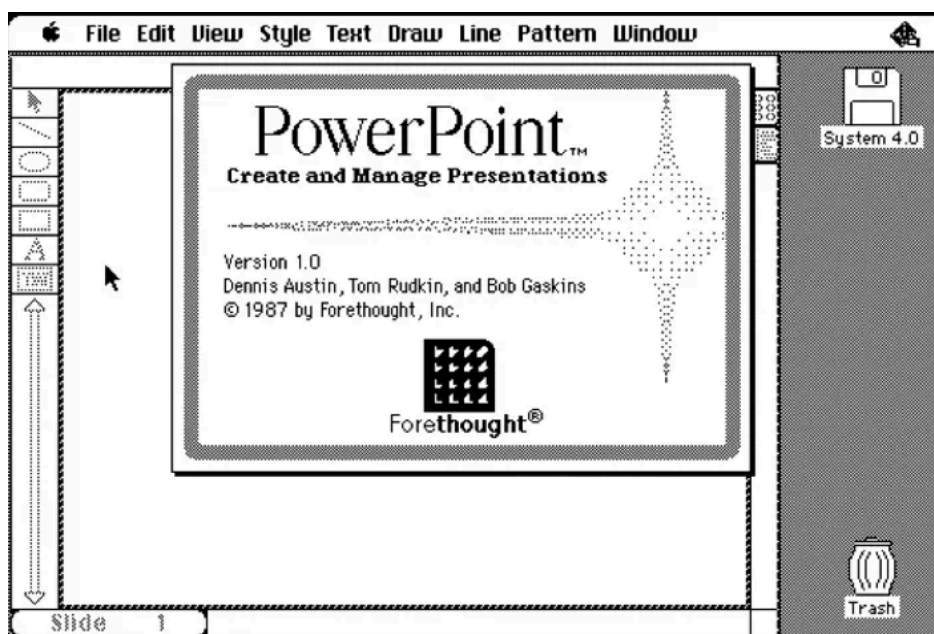 File Edit View Style Text Draw Line Pattern Window
System 4.0
PowerPoint™
Create and Manage Presentations
Version 1.0
Dennis Austin, Tom Rudkin, and Bob Gaskins
© 1987 by Forethought, Inc.
Forethought®
A
Slide 1
Trash